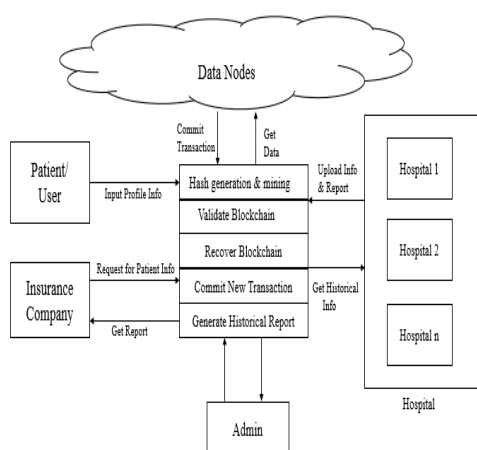 Data Nodes
Commit
Transaction
Get
Data
Patient/
User
Input Profile Info
Hash generation & mining
Validate Blockchain
Recover Blockchain
Commit New Transaction
Generate Historical Report
Upload Info
& Report
Get Historical
Info
Insurance
Company
Request for Patient Info
Get Report
Hospital 1
Hospital 2
Hospital n
Hospital
Admin